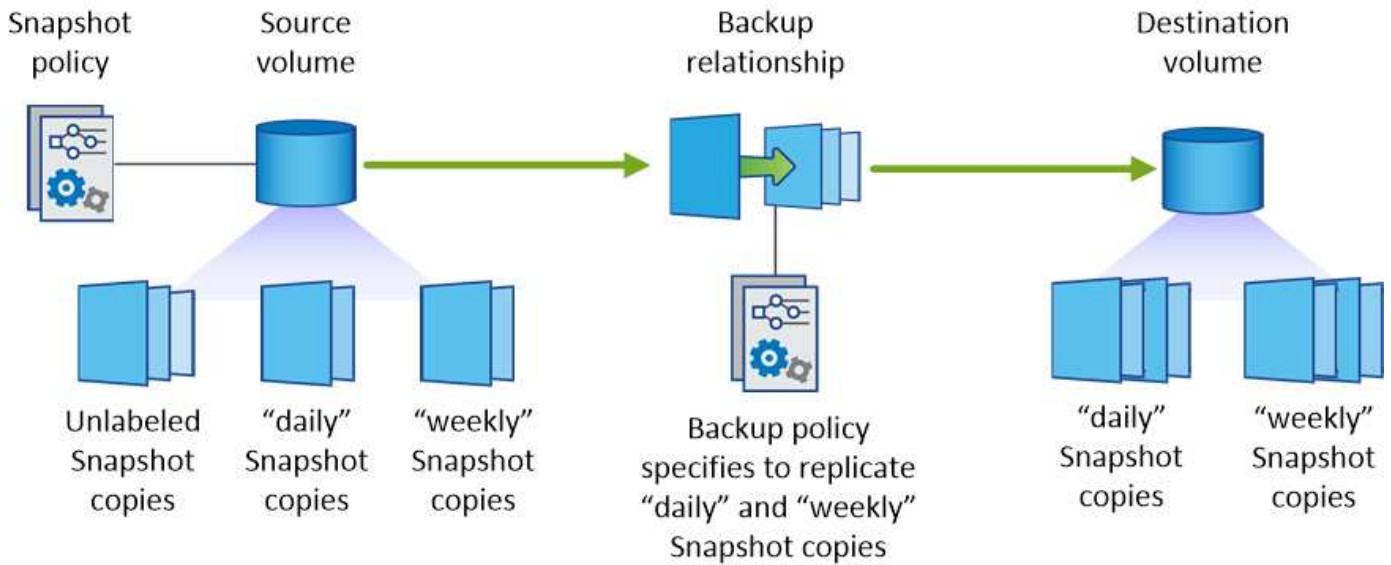 Snapshot
policy
Source
volume
Backup
relationship
Destination
volume
Unlabeled
Snapshot
copies
“daily”
Snapshot
copies
“weekly”
Snapshot
copies
Backup policy
specifies to replicate
“daily” and “weekly”
Snapshot copies
“daily”
Snapshot
copies
“weekly”
Snapshot
copies